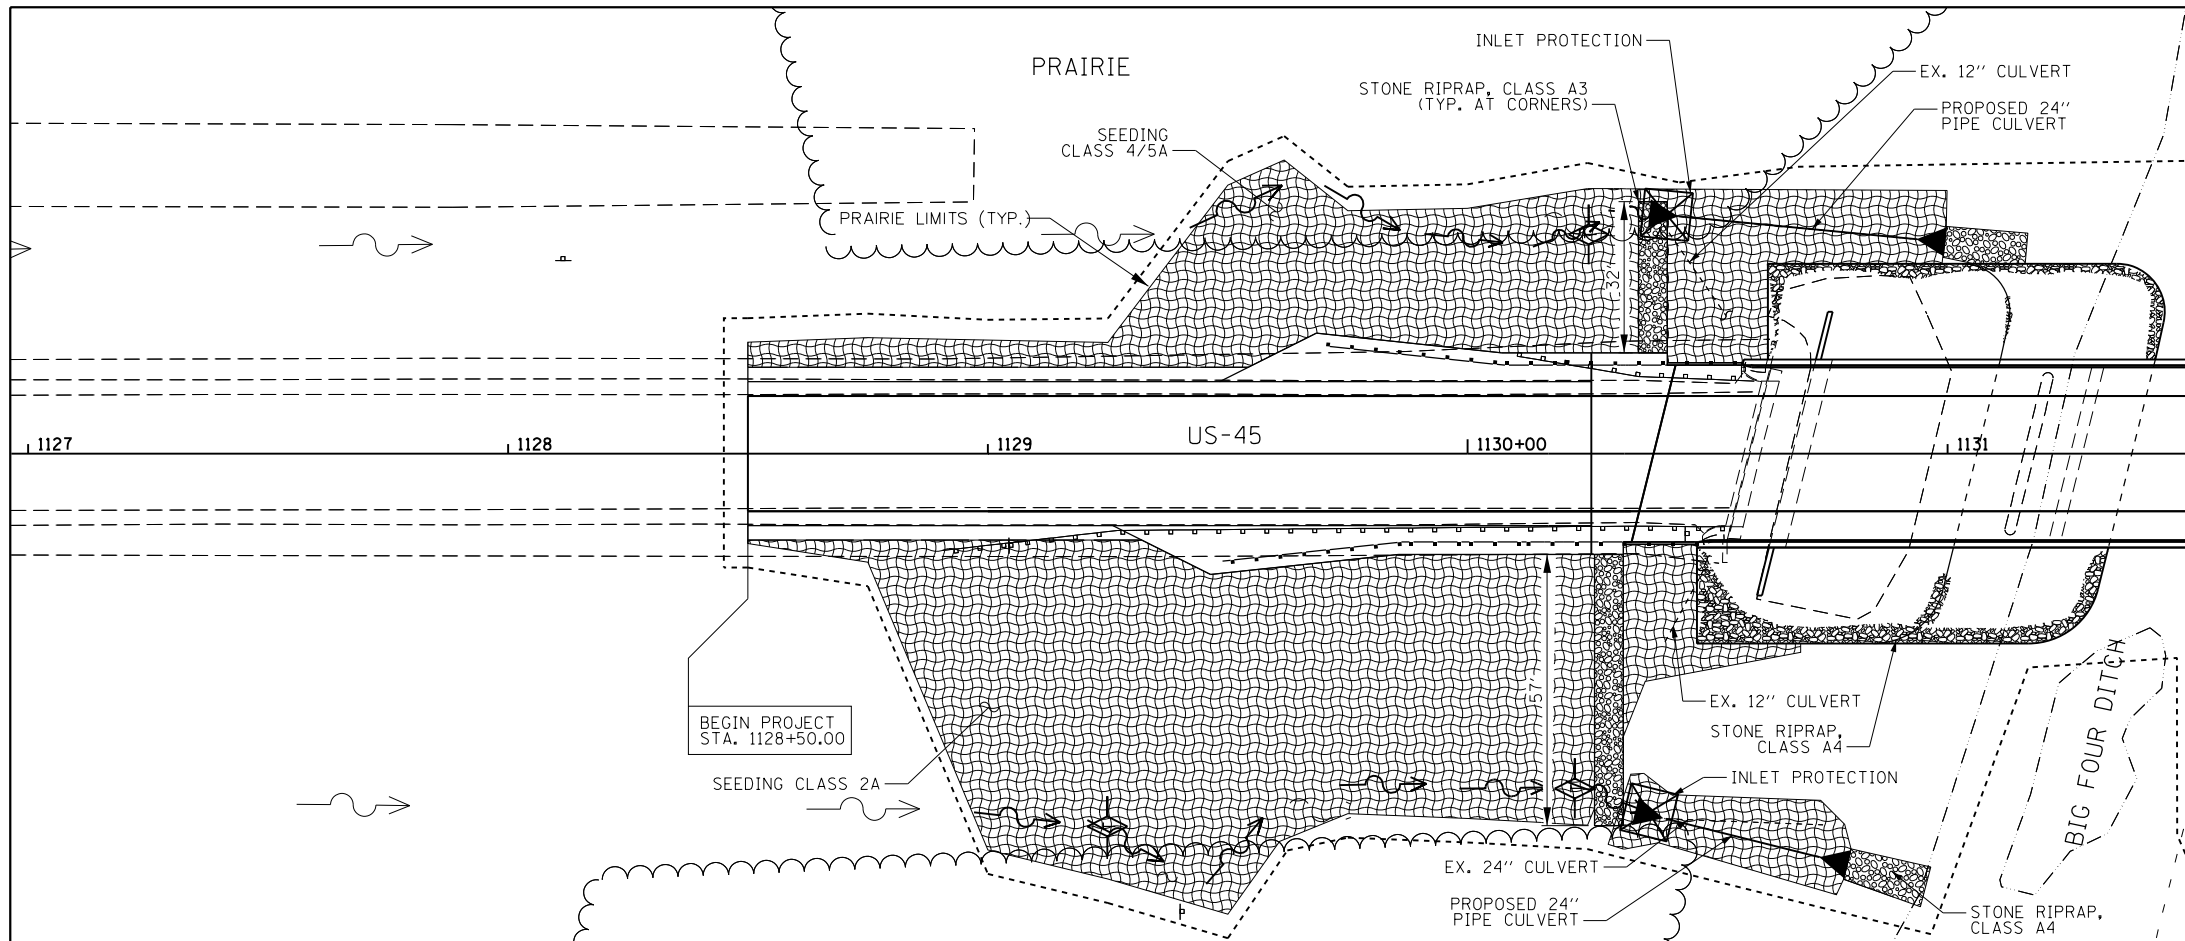 INLET PROTECTION
PRAIRIE
EX. 12" CULVERT
STONE RIPRAP, CLASS A3
(TYP. AT CORNERS)
PROPOSED 24"
PIPE CULVERT
SEEDING
CLASS 4/5A
PRAIRIE LIMITS (TYP.)
32'
1127
1128
1129
US-45
1130+00
1131
57'
BEGIN PROJECT
STA. 1128+50.00
SEEDING CLASS 2A
EX. 12" CULVERT
STONE RIPRAP,
CLASS A4
INLET PROTECTION
BIG FOUR DITCH
EX. 24" CULVERT
PROPOSED 24"
PIPE CULVERT
STONE RIPRAP,
CLASS A4